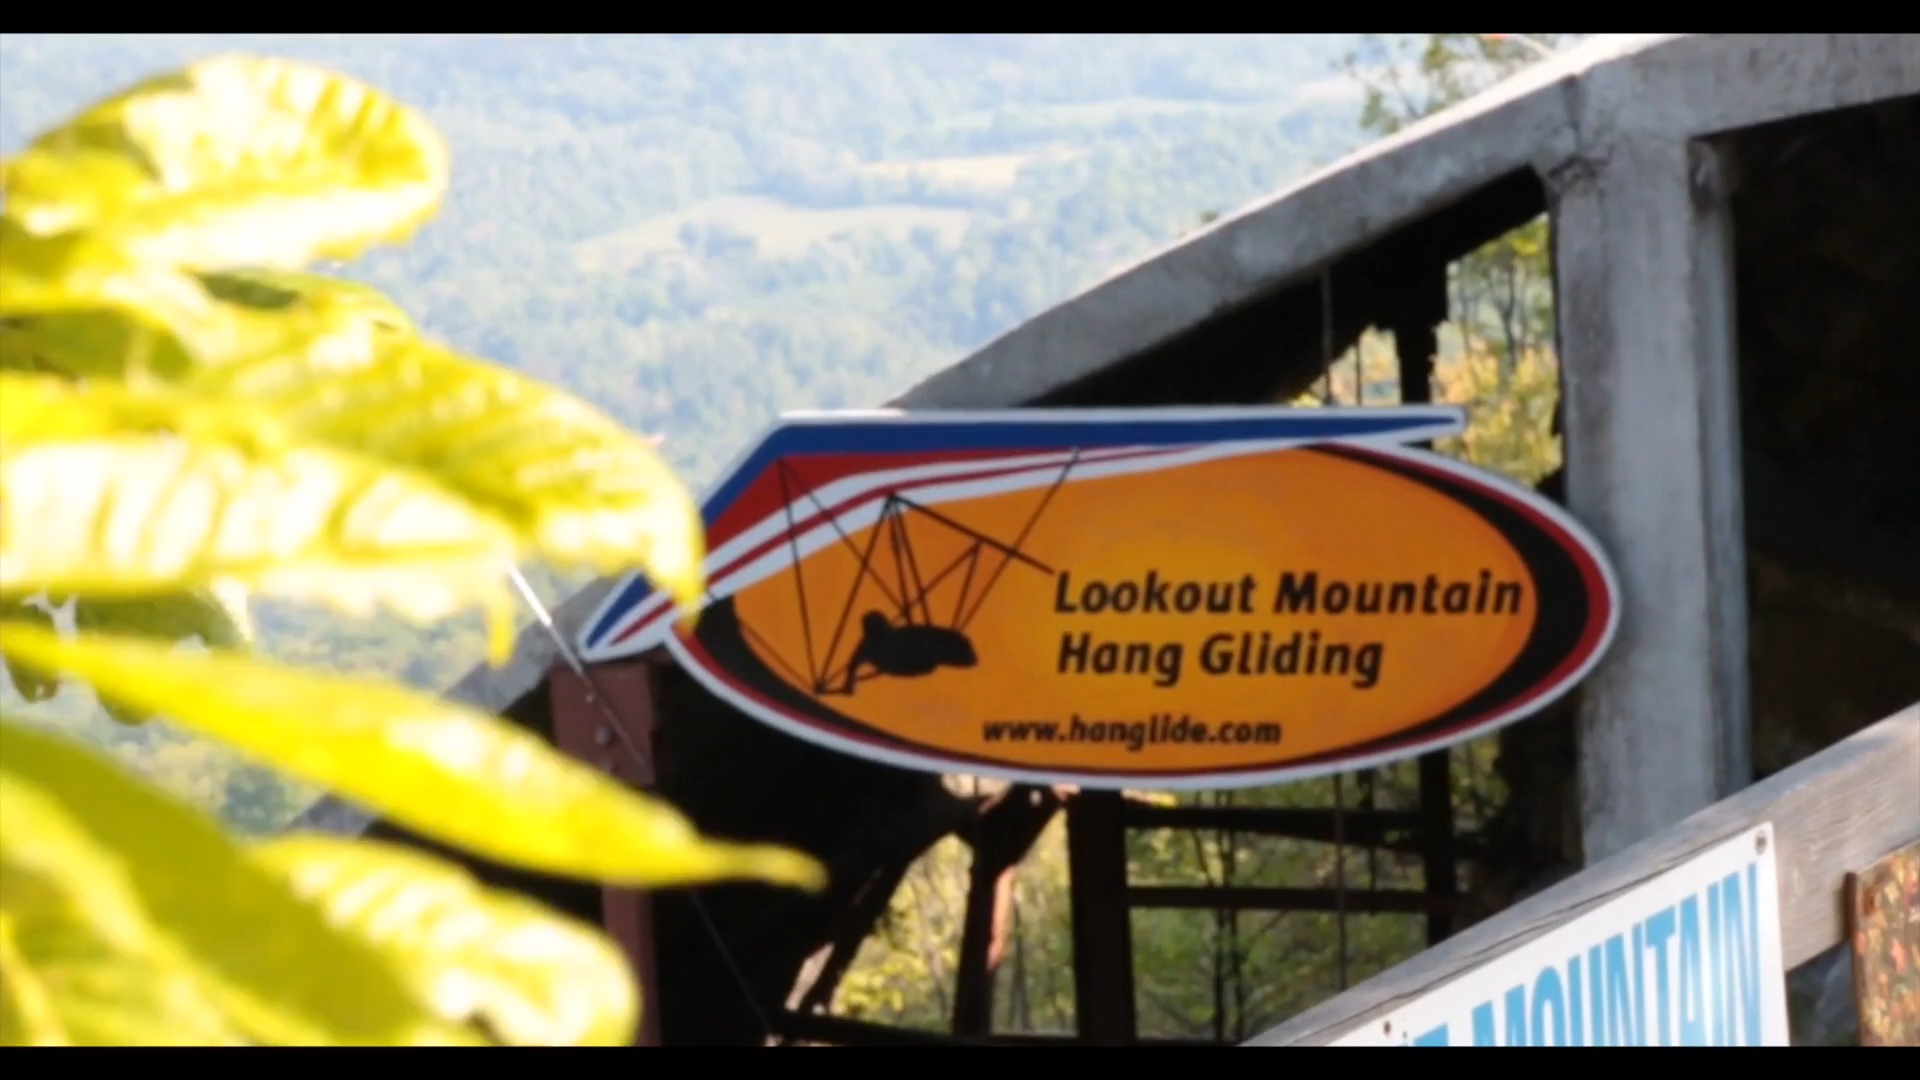 Lookout Mountain
Hang Gliding
www.hanglide.com
MOUNTAIN